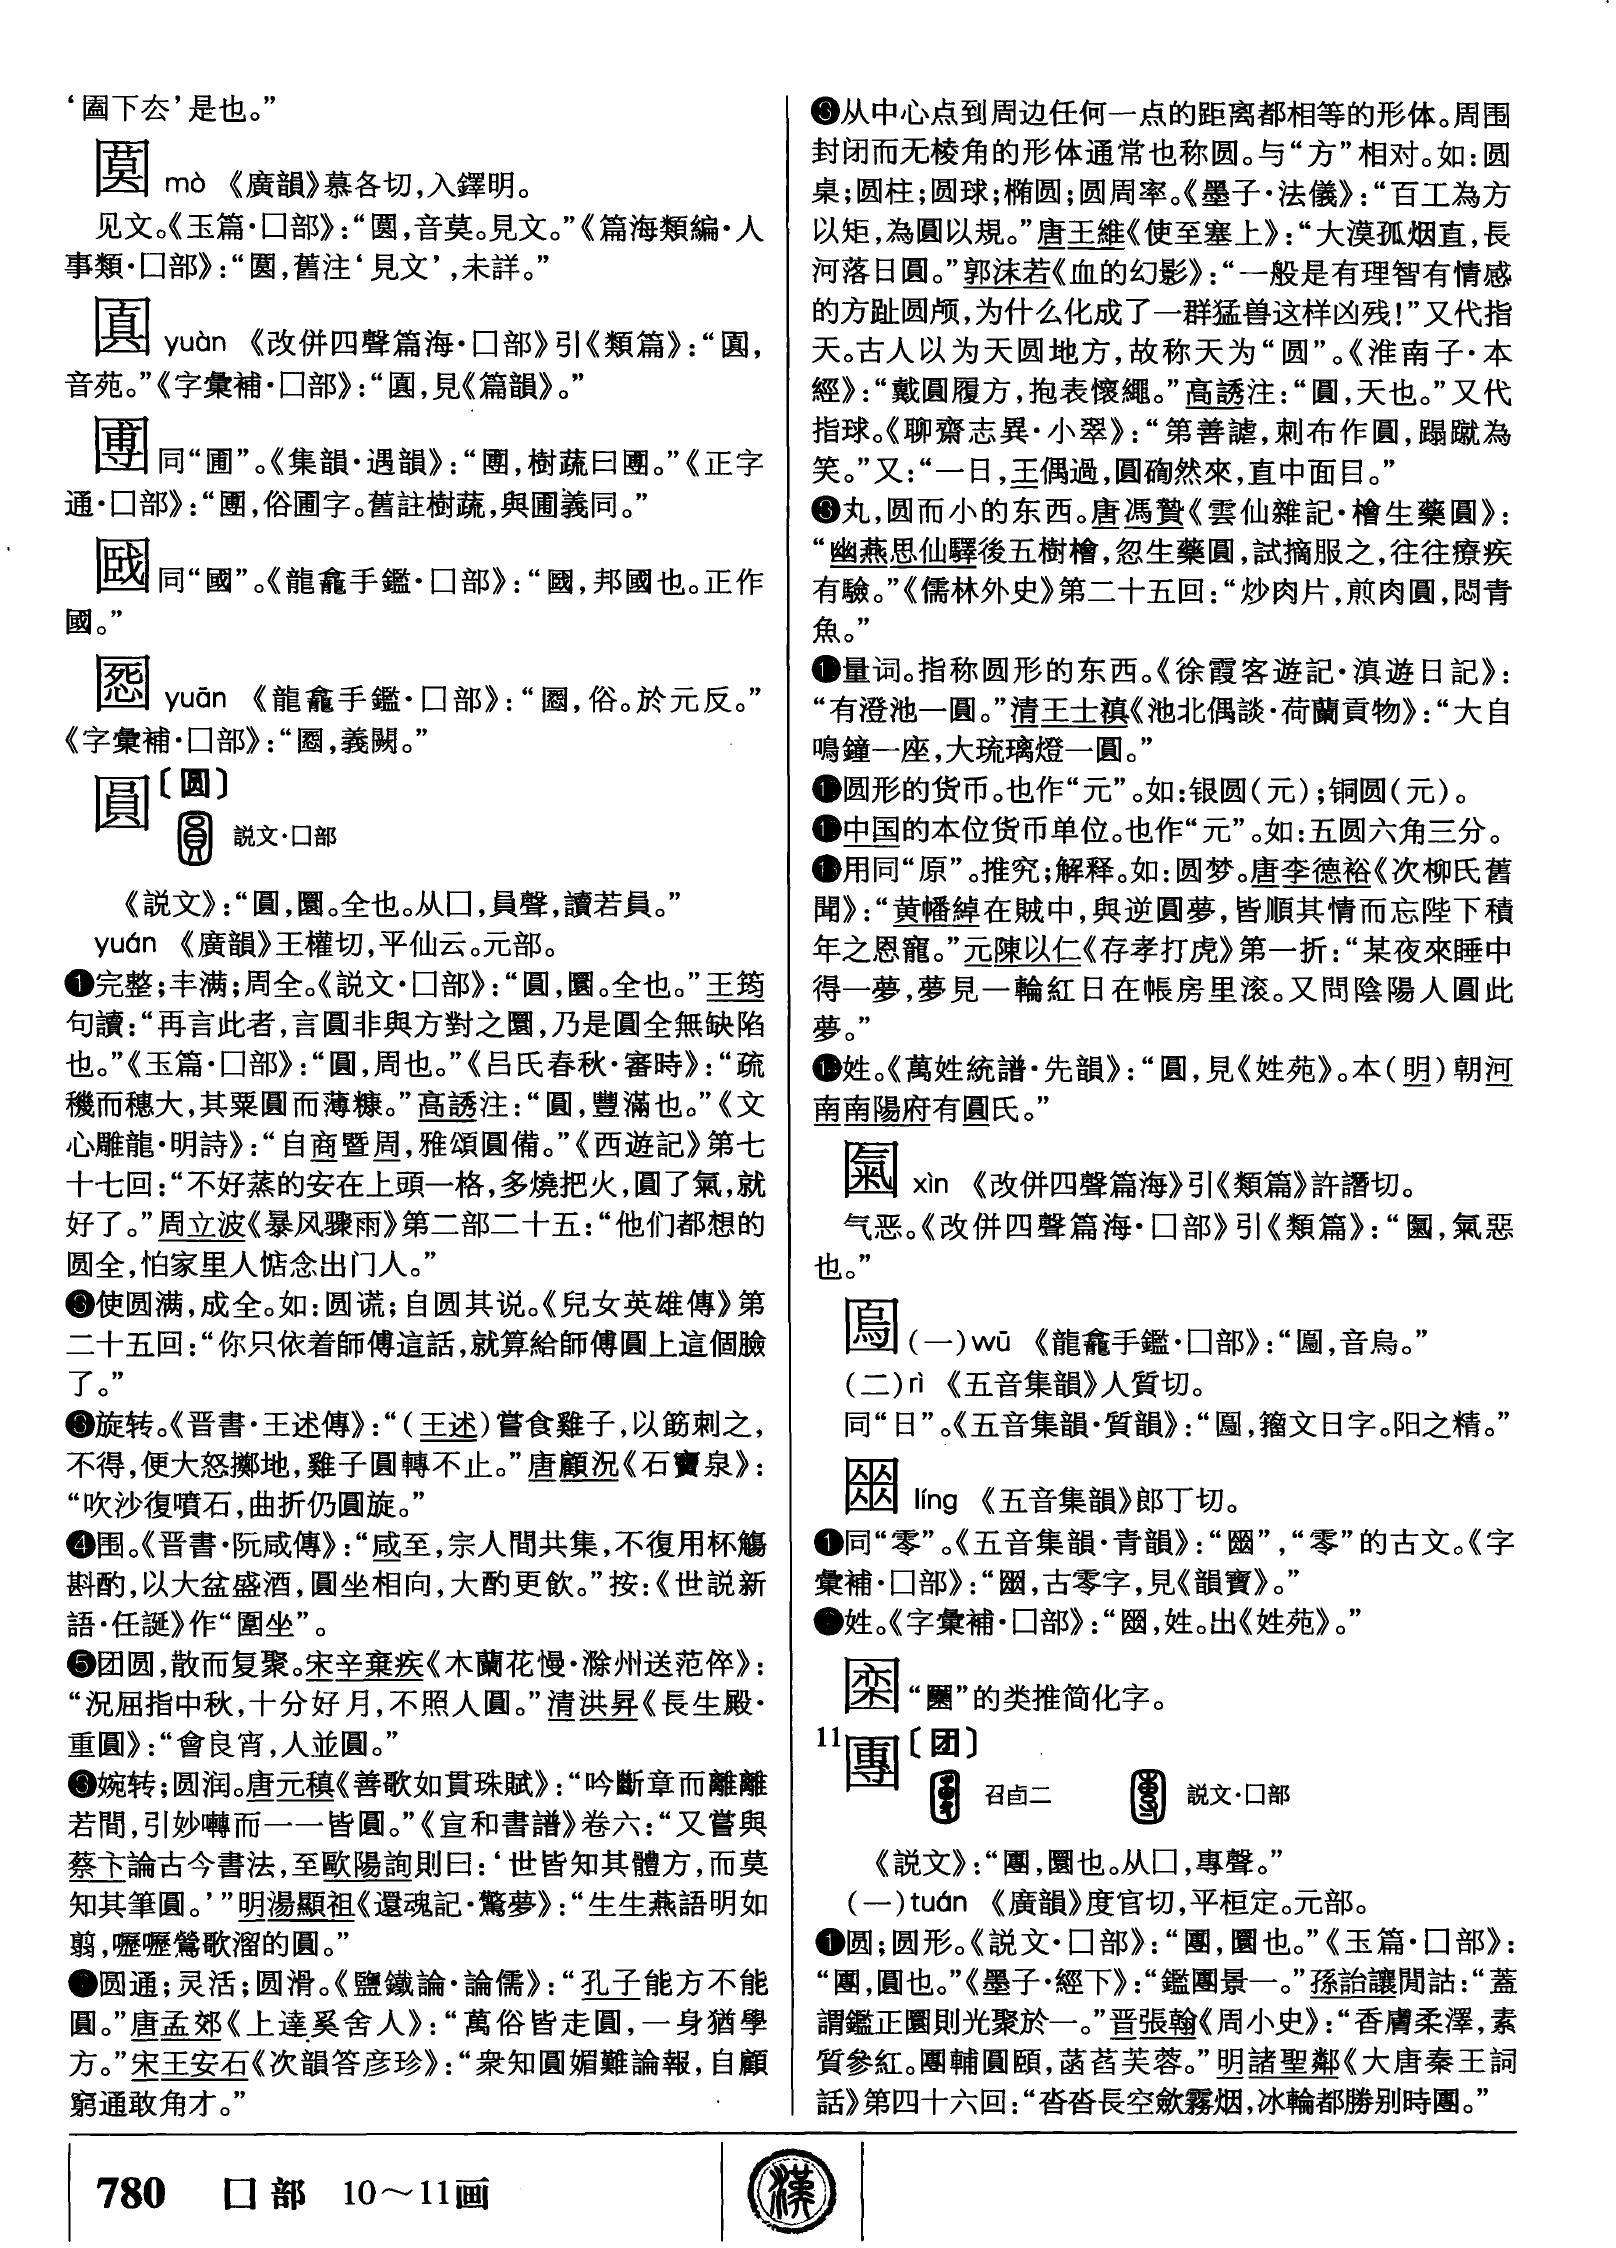 ‘圔下厺’是也。”
mò 《廣韻》慕各切，入鐸明。
见文。《玉篇·囗部》：“，音莫。見文。”《篇海類編·人
事類·囗部》：“，舊注‘見文’，未詳。”
yuàn 《改併四聲篇海·囗部》引《類篇》：“，
音苑。”《字彙補·囗部》：“，見《篇韻》。”
同“圃”。《集韻·遇韻》：“，樹蔬曰。”《正字
通·囗部》：“，俗圃字。舊註樹蔬，與圃義同。”
同“國”。《龍龕手鑑·囗部》：“，邦國也。正作
國。”
yuān 《龍龕手鑑·囗部》：“，俗。於元反。”
《字彙補·囗部》：“，義闕。”
圓〔圆〕
説文·囗部
《説文》：“圓，圜。全也。从囗，員聲，讀若員。”
yuán 《廣韻》王權切，平仙云。元部。
❶完整；丰满；周全。《説文·囗部》：“圓，圜。全也。”王筠
句讀：“再言此者，言圓非與方對之圜，乃是圓全無缺陷
也。”《玉篇·囗部》：“圓，周也。”《吕氏春秋·審時》：“疏
穖而穗大，其粟圓而薄糠。”高誘注：“圓，豐滿也。”《文
心雕龍·明詩》：“自商暨周，雅頌圓備。”《西遊記》第七
十七回：“不好蒸的安在上頭一格，多燒把火，圓了氣，就
好了。”周立波《暴风骤雨》第二部二十五：“他们都想的
圆全，怕家里人惦念出门人。”
❷使圆满，成全。如：圆谎；自圆其说。《兒女英雄傳》第
二十五回：“你只依着師傅這話，就算給師傅圓上這個臉
了。”
❸旋转。《晋書·王述傳》：“（王述）嘗食雞子，以筯刺之，
不得，便大怒擲地，雞子圓轉不止。”唐顧況《石竇泉》：
“吹沙復噴石，曲折仍圓旋。”
❹围。《晋書·阮咸傳》：“咸至，宗人間共集，不復用杯觴
斟酌，以大盆盛酒，圓坐相向，大酌更飲。”按：《世説新
語·任誕》作“圍坐”。
❺团圆，散而复聚。宋辛棄疾《木蘭花慢·滁州送范倅》：
“況屈指中秋，十分好月，不照人圓。”清洪昇《長生殿·
重圓》：“會良宵，人並圓。”
❻婉转；圆润。唐元稹《善歌如貫珠賦》：“吟斷章而離離
若間，引妙囀而一一皆圓。”《宣和書譜》卷六：“又嘗與
蔡卞論古今書法，至歐陽詢則曰：‘世皆知其體方，而莫
知其筆圓。’”明湯顯祖《還魂記·驚夢》：“生生燕語明如
翦，嚦嚦鶯歌溜的圓。”
❼圆通；灵活；圆滑。《鹽鐵論·論儒》：“孔子能方不能
圓。”唐孟郊《上達奚舍人》：“萬俗皆走圓，一身猶學
方。”宋王安石《次韻答彦珍》：“衆知圓媚難論報，自顧
窮通敢角才。”
❽从中心点到周边任何一点的距离都相等的形体。周围
封闭而无棱角的形体通常也称圆。与“方”相对。如：圆
桌；圆柱；圆球；椭圆；圆周率。《墨子·法儀》：“百工為方
以矩，為圓以規。”唐王維《使至塞上》：“大漠孤烟直，長
河落日圓。”郭沫若《血的幻影》：“一般是有理智有情感
的方趾圆颅，为什么化成了一群猛兽这样凶残！”又代指
天。古人以为天圆地方，故称天为“圆”。《淮南子·本
經》：“戴圓履方，抱表懷繩。”高誘注：“圓，天也。”又代
指球。《聊齋志異·小翠》：“第善謔，刺布作圓，蹋蹴為
笑。”又：“一日，王偶過，圓䃔然來，直中面目。”
❾丸，圆而小的东西。唐馮贄《雲仙雜記·檜生藥圓》：
“幽燕思仙驛後五樹檜，忽生藥圓，試摘服之，往往療疾
有驗。”《儒林外史》第二十五回：“炒肉片，煎肉圓，悶青
魚。”
❿量词。指称圆形的东西。《徐霞客遊記·滇遊日記》：
“有澄池一圓。”清王士禛《池北偶談·荷蘭貢物》：“大自
鳴鐘一座，大琉璃燈一圓。”
⓫圆形的货币。也作“元”。如：银圆（元）；铜圆（元）。
⓬中国的本位货币单位。也作“元”。如：五圆六角三分。
⓭用同“原”。推究；解释。如：圆梦。唐李德裕《次柳氏舊
聞》：“黄幡綽在賊中，與逆圓夢，皆順其情而忘陛下積
年之恩寵。”元陳以仁《存孝打虎》第一折：“某夜來睡中
得一夢，夢見一輪紅日在帳房里滚。又問陰陽人圓此
夢。”
⓮姓。《萬姓統譜·先韻》：“圓，見《姓苑》。本（明）朝河
南南陽府有圓氏。”
xìn 《改併四聲篇海》引《類篇》許譖切。
气恶。《改併四聲篇海·囗部》引《類篇》：“，氣惡
也。”
（一）wū 《龍龕手鑑·囗部》：“，音烏。”
（二）rì 《五音集韻》人質切。
同“日”。《五音集韻·質韻》：“，籀文日字。阳之精。”
líng 《五音集韻》郎丁切。
❶同“零”。《五音集韻·青韻》：“”，“零”的古文。《字
彙補·囗部》：“，古零字，見《韻寶》。”
❷姓。《字彙補·囗部》：“，姓。出《姓苑》。”
“圞”的类推简化字。
11
團〔团〕
召卣二 説文·囗部
《説文》：“團，圜也。从囗，專聲。”
（一）tuán 《廣韻》度官切，平桓定。元部。
❶圆；圆形。《説文·囗部》：“團，圜也。”《玉篇·囗部》：
“團，圓也。”《墨子·經下》：“鑑團景一。”孫詒讓閒詁：“蓋
謂鑑正圜則光聚於一。”晋張翰《周小史》：“香膚柔澤，素
質參紅。團輔圓頤，菡萏芙蓉。”明諸聖鄰《大唐秦王詞
話》第四十六回：“沓沓長空歛霧烟，冰輪都勝别時團。”
780 囗部 10～11画
漢